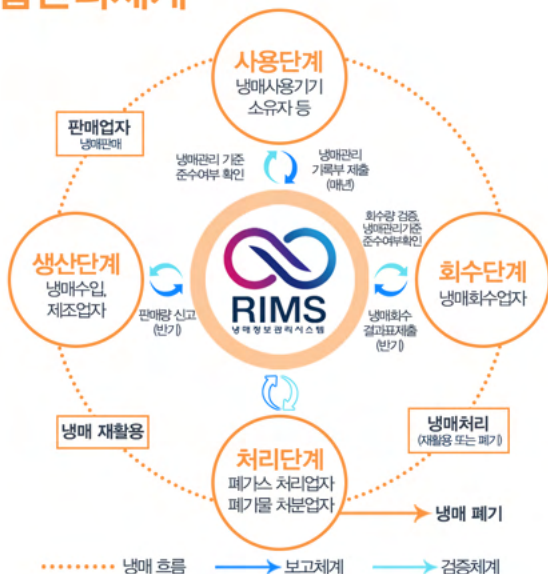 사용단계
냉매사용기기
소유자 등
판매업자
냉매판매
냉매관리 기준
준수여부 확인
냉매관리
기록부 제출
(매년)
회수량 검증,
냉매관리기준
준수여부확인
생산단계
냉매수입,
제조업자
판매량 신고
(반기)
RIMS
냉매정보관리시스템
회수단계
냉매회수업자
냉매회수
결과표제출
(반기)
냉매 재활용
냉매처리
(재활용 또는 폐기)
처리단계
폐가스 처리업자
폐기물 처분업자
냉매 폐기
냉매 흐름
보고체계
검증체계